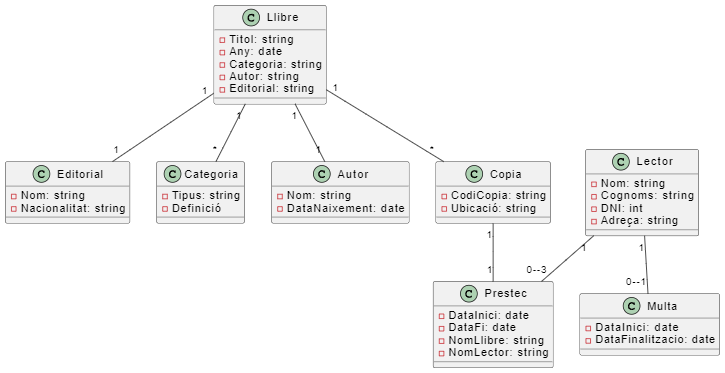 C Llibre
Titol: string
Any: date
Categoria: string
Autor: string
Editorial: string
1 1 1 1
1 * 1 *
C Editorial
Nom: string
Nacionalitat: string
C Categoria
Tipus: string
Definició
C Autor
Nom: string
DataNaixement: date
C Copia
CodiCopia: string
Ubicació: string
C Lector
Nom: string
Cognoms: string
DNI: int
Adreça: string
1 1 1
1 0--3 0--1
C Prestec
DataInici: date
DataFi: date
NomLlibre: string
NomLector: string
C Multa
DataInici: date
DataFinalitzacio: date